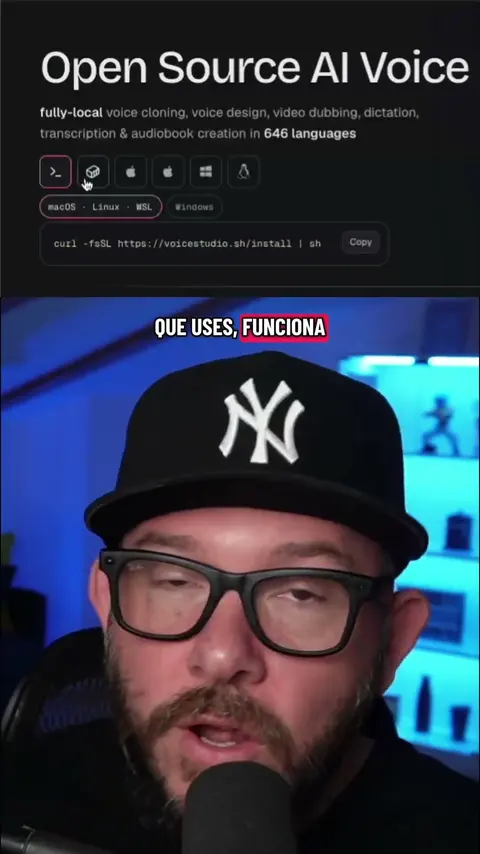 Open Source AI Voice
fully-local voice cloning, voice design, video dubbing, dictation,
transcription & audiobook creation in 646 languages
macOS · Linux · WSL
Windows
curl -fsSL https://voicestudio.sh/install | sh
Copy
QUE USES, FUNCIONA
NY